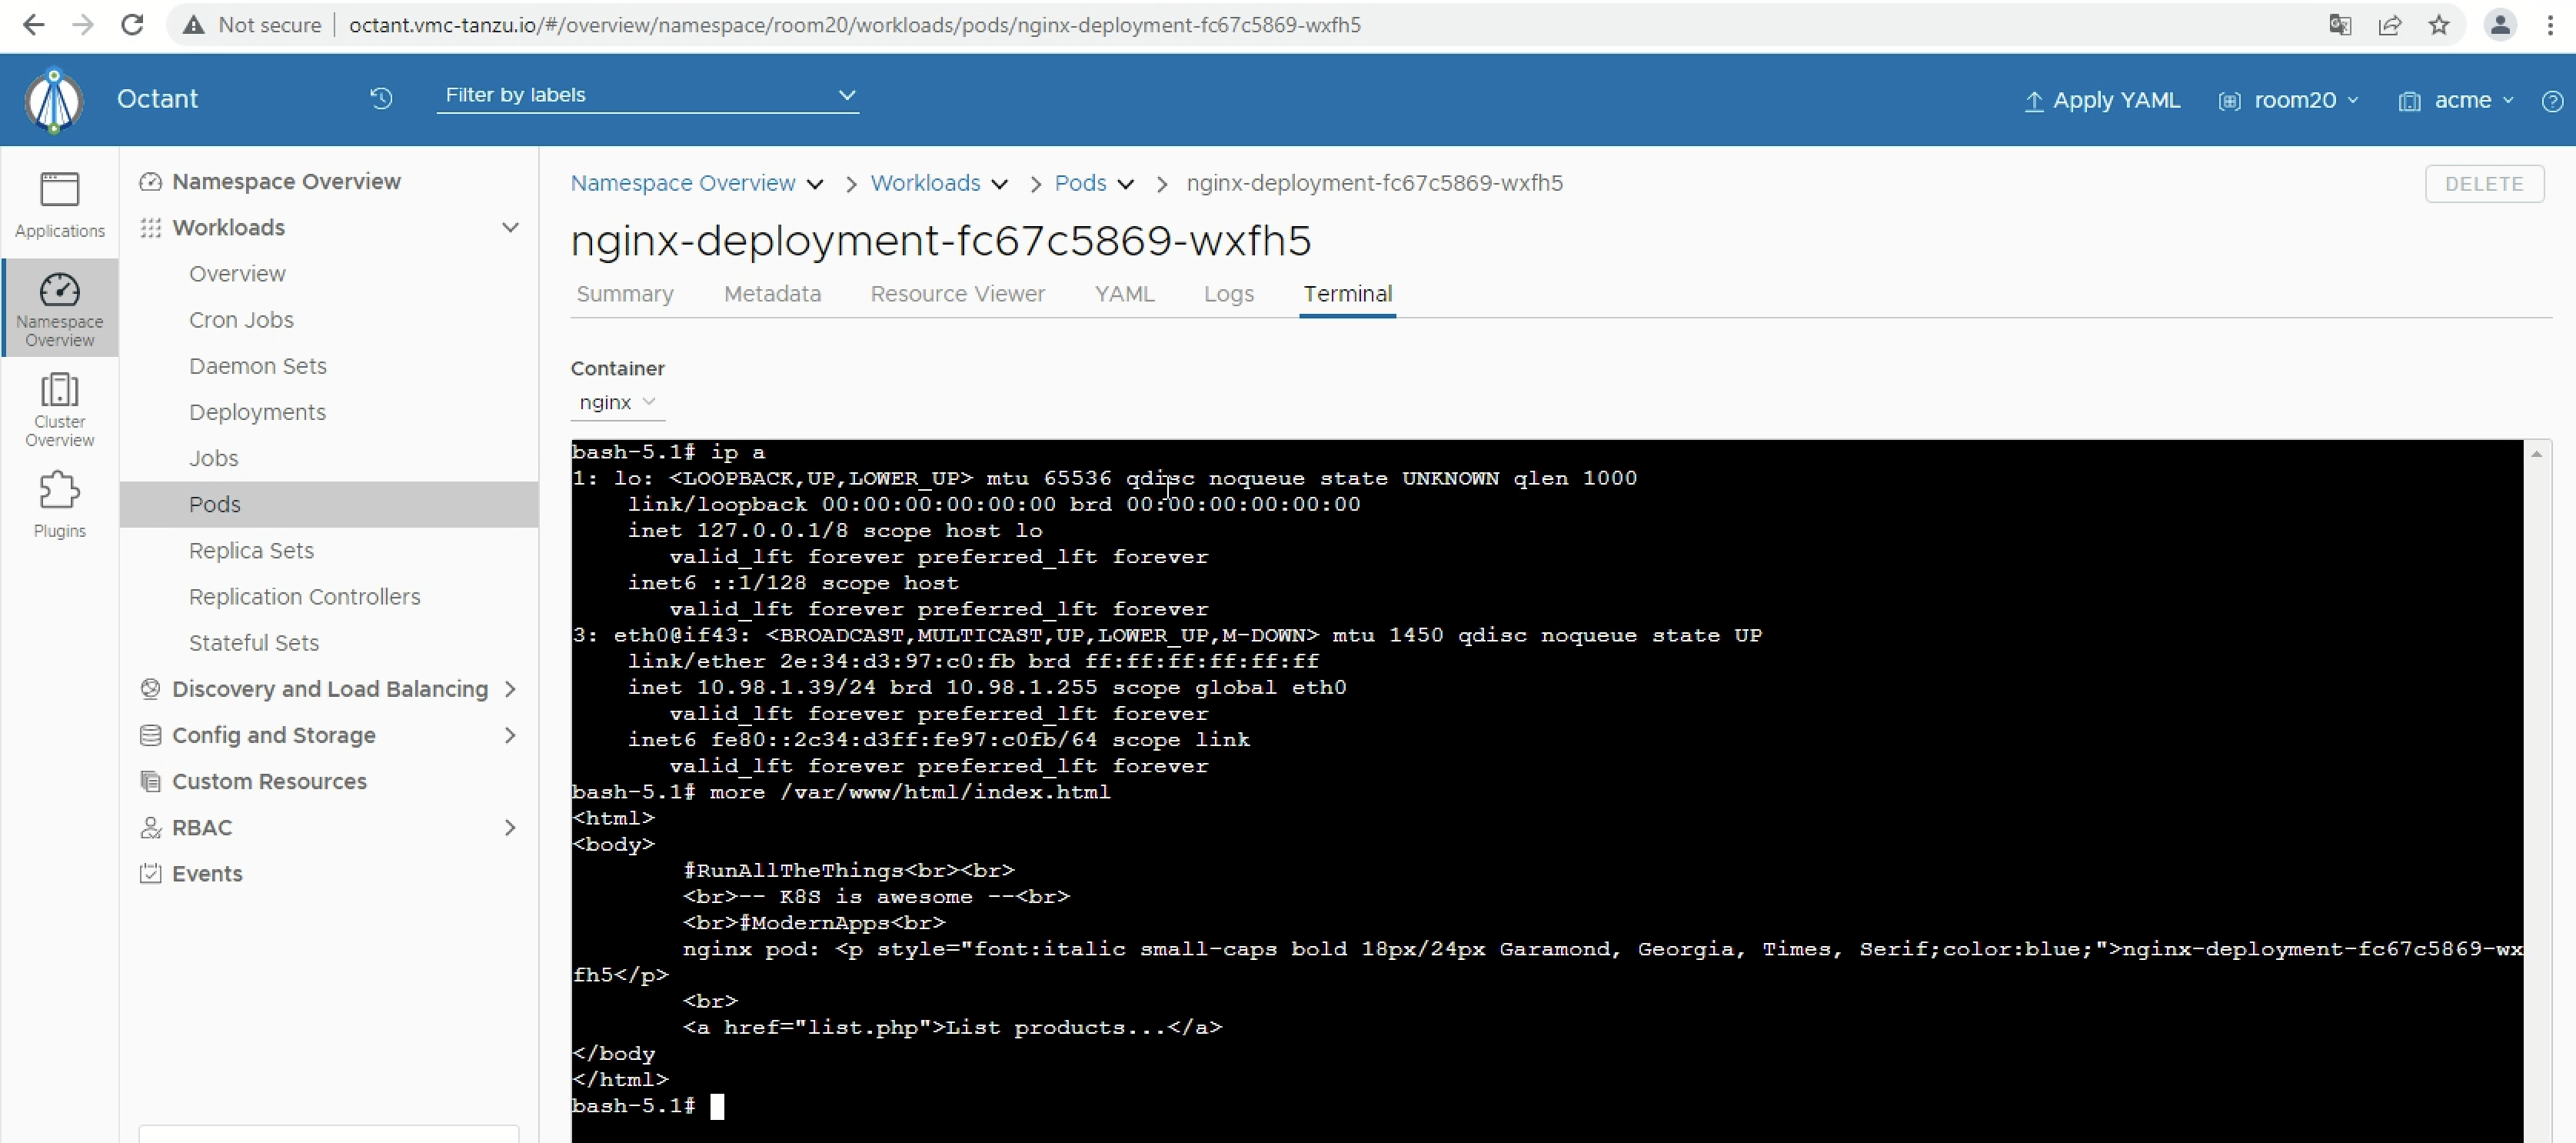 Not secure octant.vmc-tanzu.io/#/overview/namespace/room20/workloads/pods/nginx-deployment-fc67c5869-wxfh5
Octant
Filter by labels
Apply YAML
room20
acme
Applications
Namespace
Overview
Cluster
Overview
Plugins
Namespace Overview
Workloads
Overview
Cron Jobs
Daemon Sets
Deployments
Jobs
Pods
Replica Sets
Replication Controllers
Stateful Sets
Discovery and Load Balancing
Config and Storage
Custom Resources
RBAC
Events
Namespace Overview > Workloads > Pods > nginx-deployment-fc67c5869-wxfh5
DELETE
nginx-deployment-fc67c5869-wxfh5
Summary Metadata Resource Viewer YAML Logs Terminal
Container
nginx
bash-5.1# ip a
1: lo: <LOOPBACK,UP,LOWER_UP> mtu 65536 qdisc noqueue state UNKNOWN qlen 1000
link/loopback 00:00:00:00:00:00 brd 00:00:00:00:00:00
inet 127.0.0.1/8 scope host lo
valid_lft forever preferred_lft forever
inet6 ::1/128 scope host
valid_lft forever preferred_lft forever
3: eth0@if43: <BROADCAST,MULTICAST,UP,LOWER_UP,M-DOWN> mtu 1450 qdisc noqueue state UP
link/ether 2e:34:d3:97:c0:fb brd ff:ff:ff:ff:ff:ff
inet 10.98.1.39/24 brd 10.98.1.255 scope global eth0
valid_lft forever preferred_lft forever
inet6 fe80::2c34:d3ff:fe97:c0fb/64 scope link
valid_lft forever preferred_lft forever
bash-5.1# more /var/www/html/index.html
<html>
<body>
#RunAllTheThings<br><br>
<br>-- K8S is awesome --<br>
<br>#ModernApps<br>
nginx pod: <p style="font:italic small-caps bold 18px/24px Garamond, Georgia, Times, Serif;color:blue;">nginx-deployment-fc67c5869-wx
fh5</p>
<br>
<a href="list.php">List products...</a>
</body
</html>
bash-5.1#